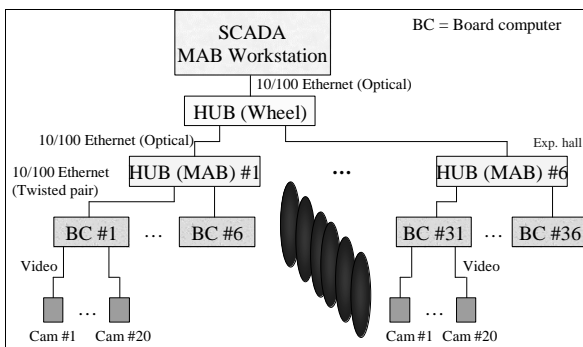 SCADA
MAB Workstation
BC = Board computer
10/100 Ethernet (Optical)
HUB (Wheel)
10/100 Ethernet (Optical)
Exp. hall
10/100 Ethernet
(Twisted pair)
HUB (MAB) #1
...
HUB (MAB) #6
BC #1
...
BC #6
BC #31
...
BC #36
Video
Video
...
...
Cam #1
Cam #20
Cam #1
Cam #20